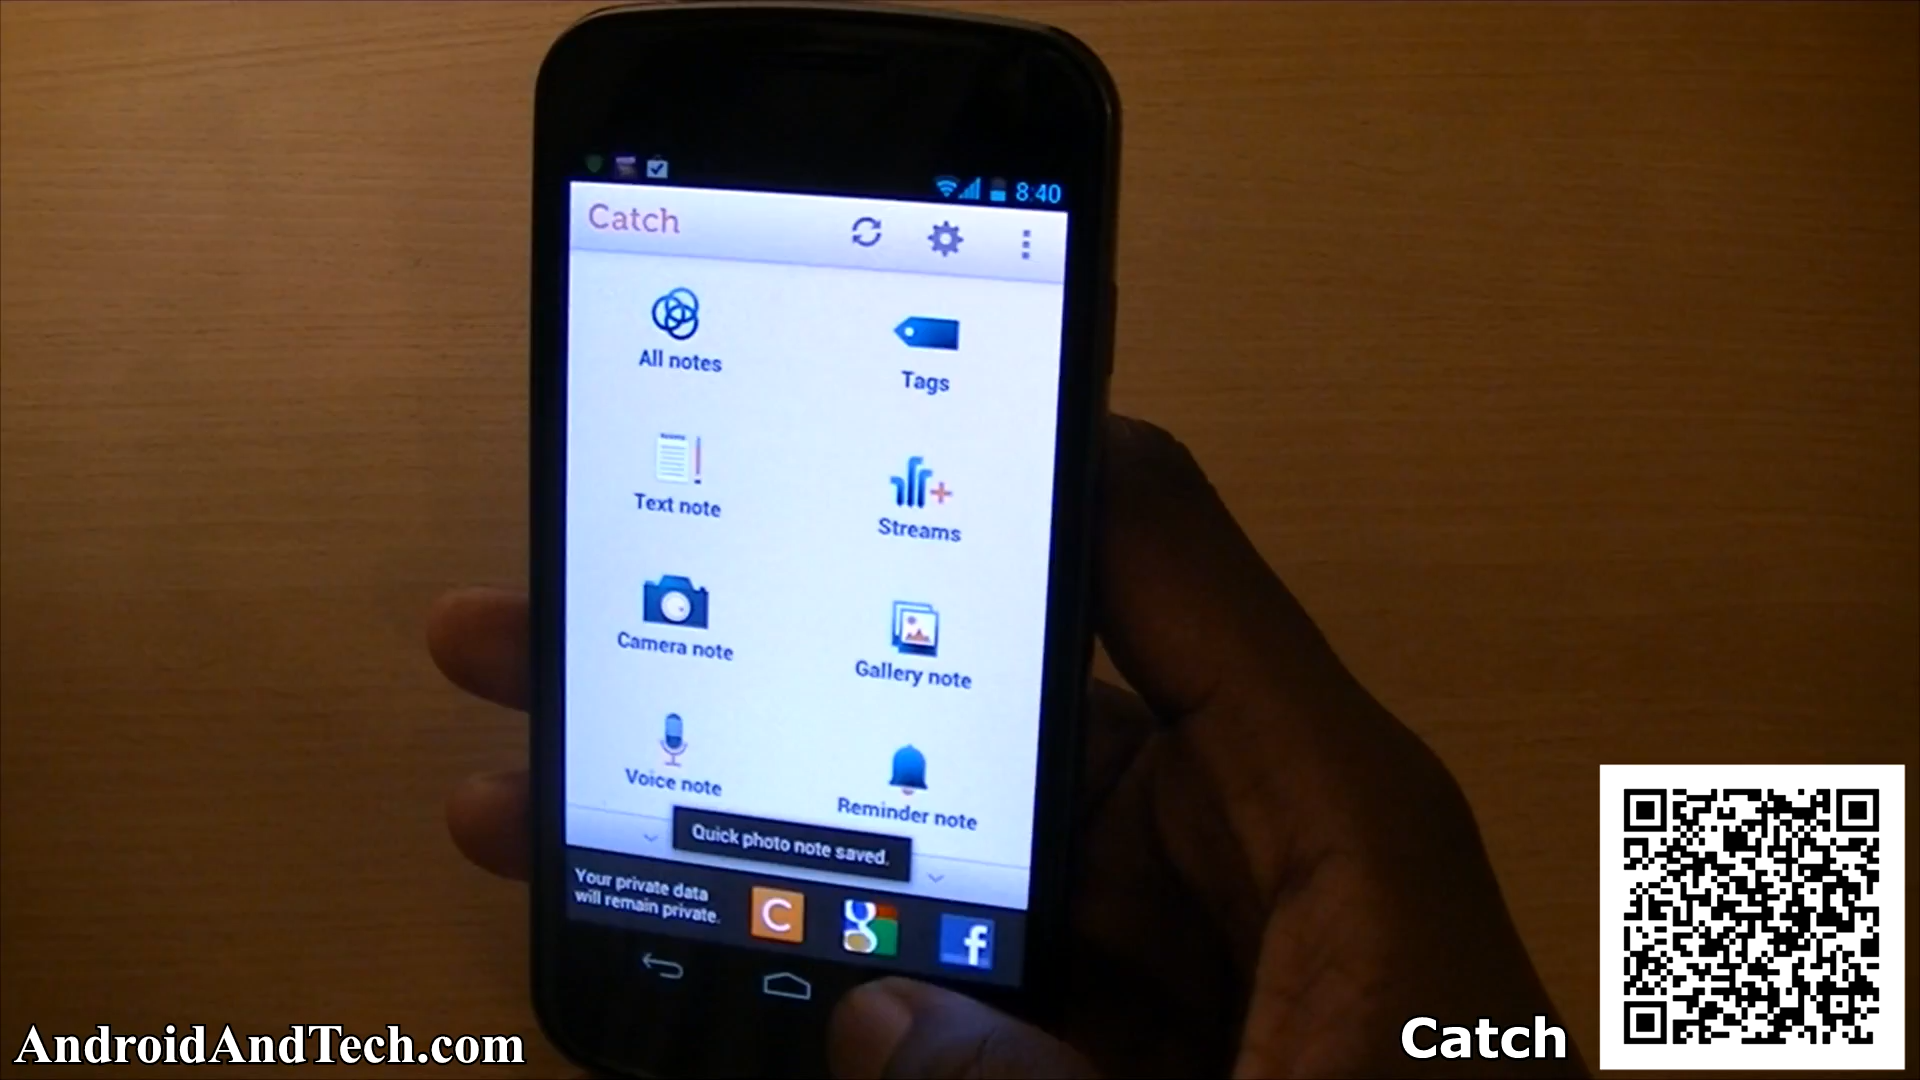 8:40
Catch
All notes
Tags
Text note
Streams
Camera note
Gallery note
Voice note
Reminder note
Quick photo note saved.
Your private data
will remain private.
C
g
f
AndroidAndTech.com
Catch